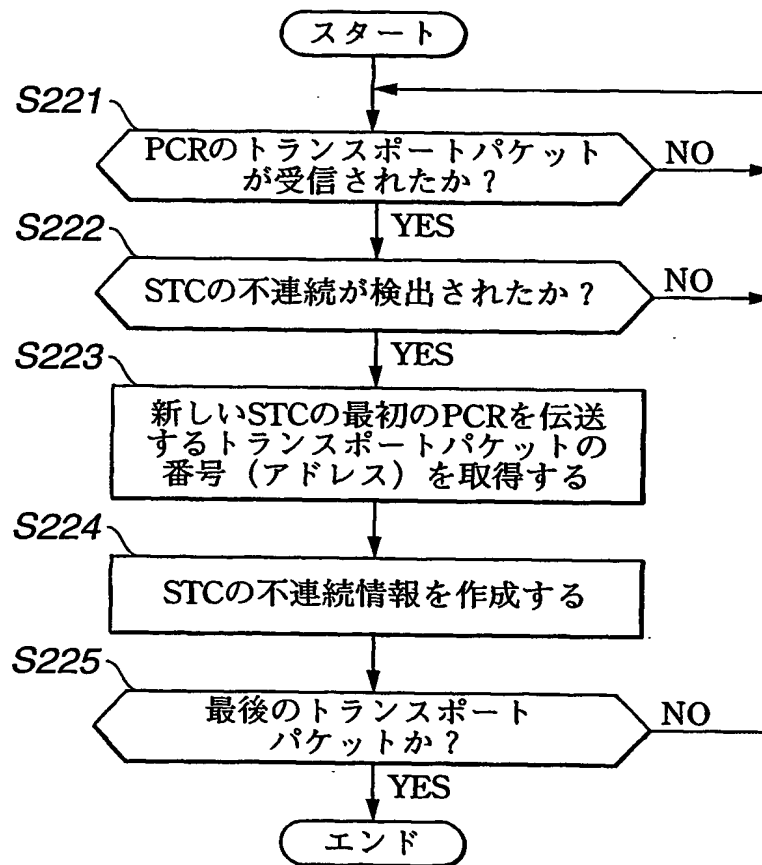 スタート
S221
PCRのトランスポートパケット
が受信されたか?
NO
YES
S222
STCの不連続が検出されたか?
NO
YES
S223
新しいSTCの最初のPCRを伝送
するトランスポートパケットの
番号(アドレス)を取得する
S224
STCの不連続情報を作成する
S225
最後のトランスポート
パケットか?
NO
YES
エンド